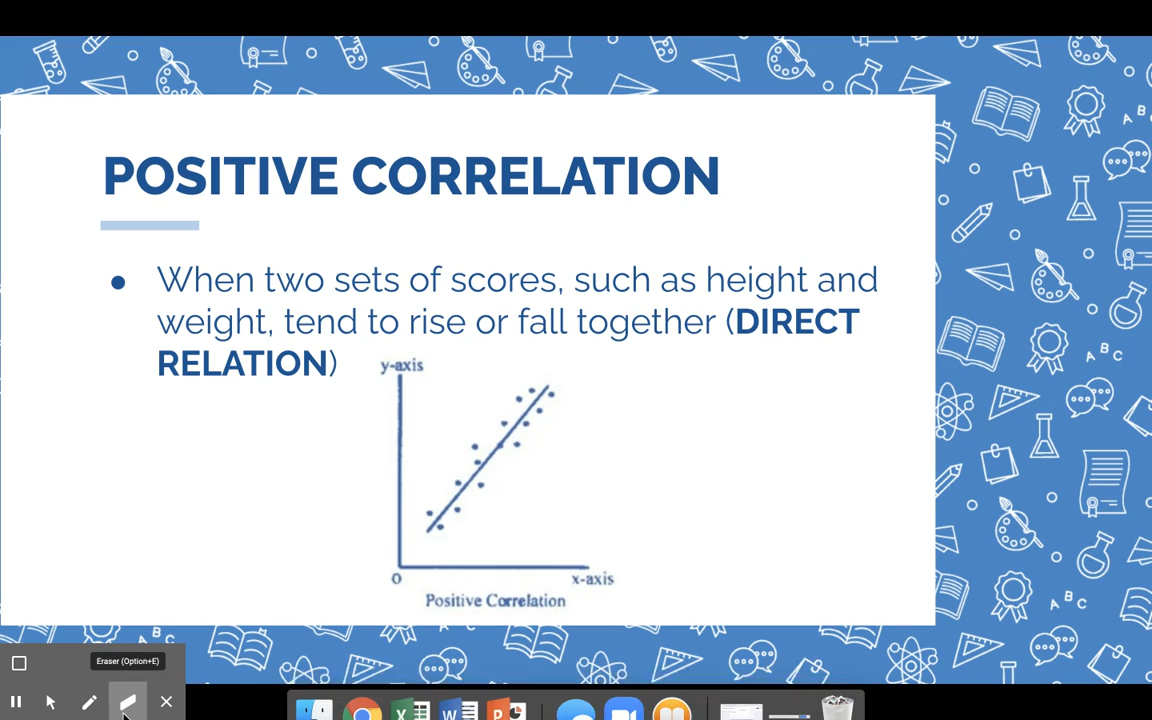 POSITIVE CORRELATION
● When two sets of scores, such as height and
weight, tend to rise or fall together (DIRECT
RELATION)
y-axis
0
x-axis
Positive Correlation
Eraser (Option+E)
A B C
A B C
A B C
A B C